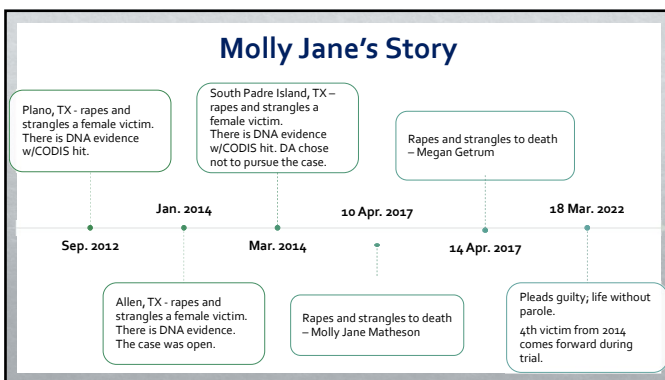 Molly Jane's Story
Plano, TX - rapes and
strangles a female victim.
There is DNA evidence
w/CODIS hit.
South Padre Island, TX –
rapes and strangles a
female victim.
There is DNA evidence
w/CODIS hit. DA chose
not to pursue the case.
Rapes and strangles to death
– Megan Getrum
Jan. 2014
10 Apr. 2017
18 Mar. 2022
Sep. 2012
Mar. 2014
14 Apr. 2017
Allen, TX - rapes and
strangles a female victim.
There is DNA evidence.
The case was open.
Rapes and strangles to death
– Molly Jane Matheson
Pleads guilty; life without
parole.
4th victim from 2014
comes forward during
trial.